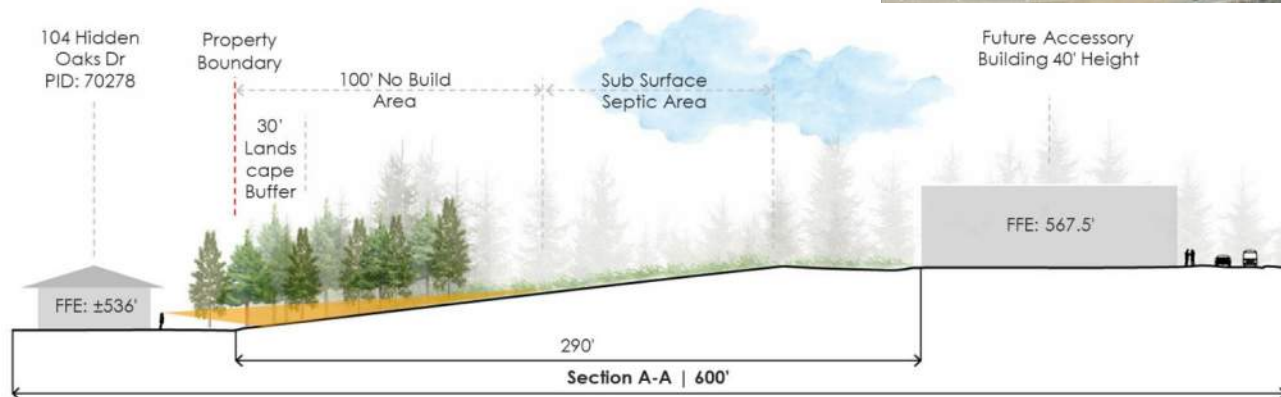 104 Hidden
Oaks Dr
PID: 70278
Property
Boundary
100' No Build
Area
Sub Surface
Septic Area
Future Accessory
Building 40' Height
30'
Lands
cape
Buffer
FFE: ±536'
FFE: 567.5'
290'
Section A-A | 600'